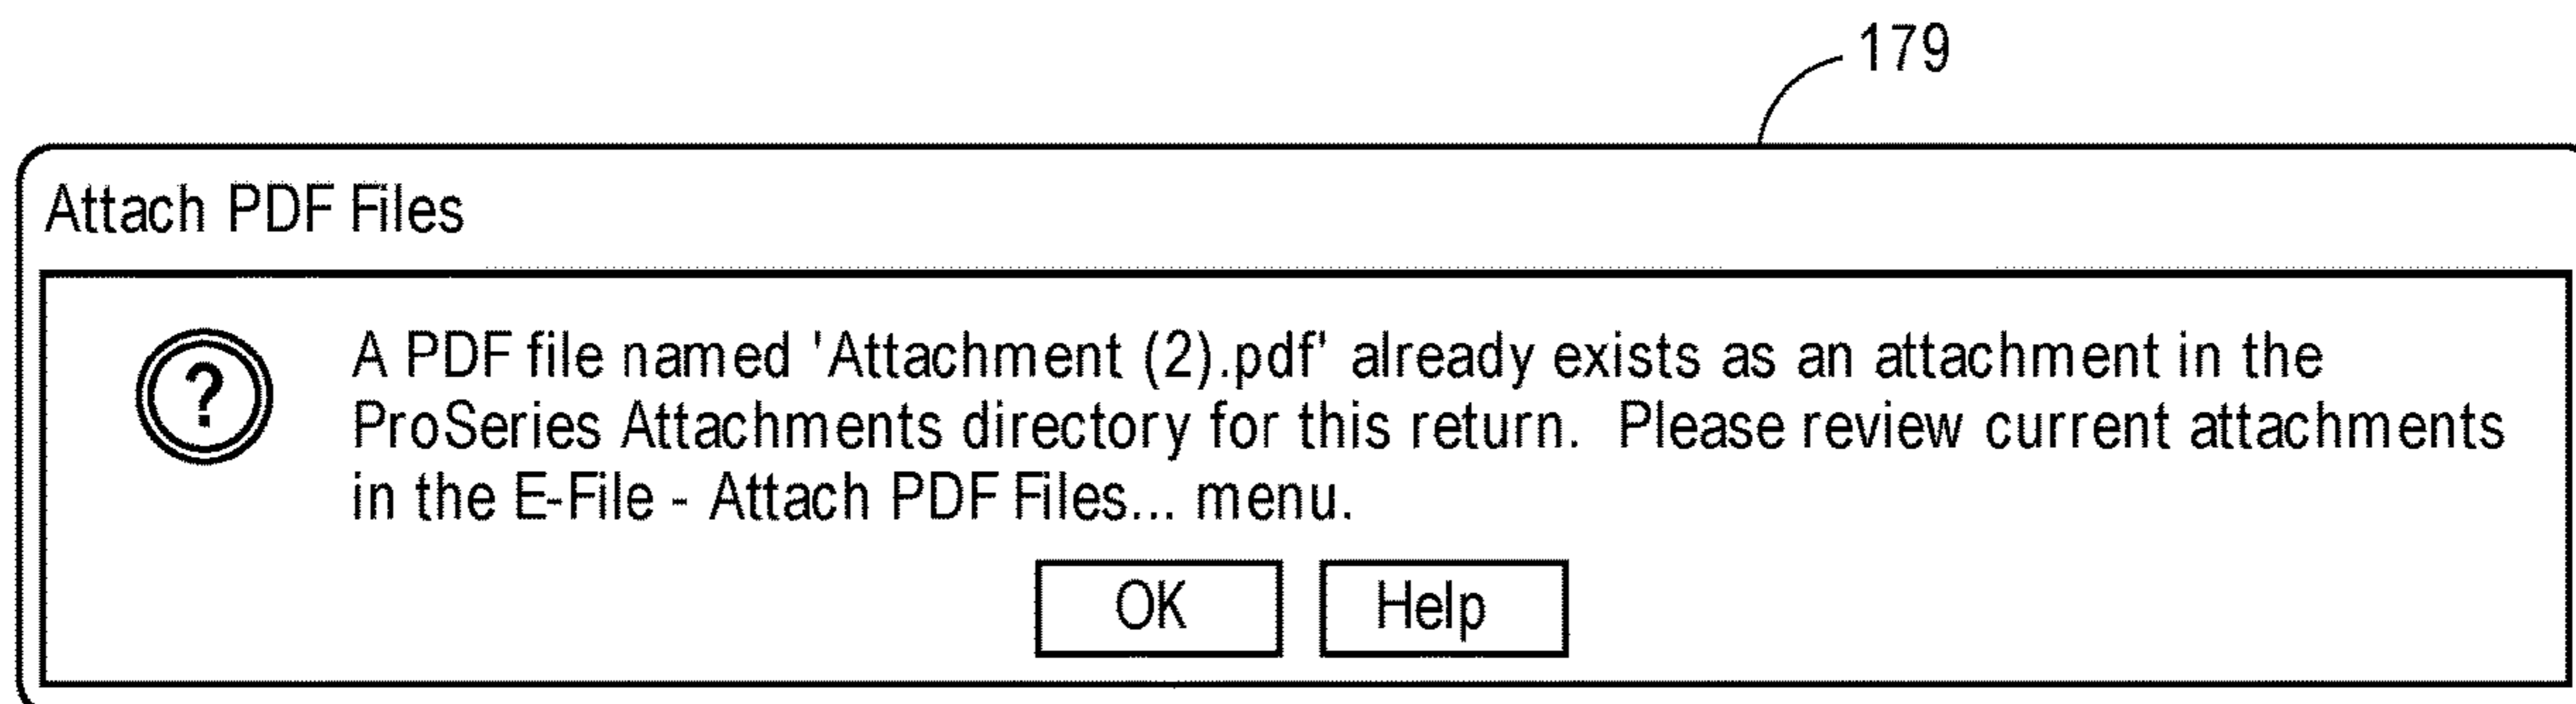 179
Attach PDF Files
A PDF file named 'Attachment (2).pdf' already exists as an attachment in the
ProSeries Attachments directory for this return.  Please review current attachments
in the E-File - Attach PDF Files... menu.
?
OK Help